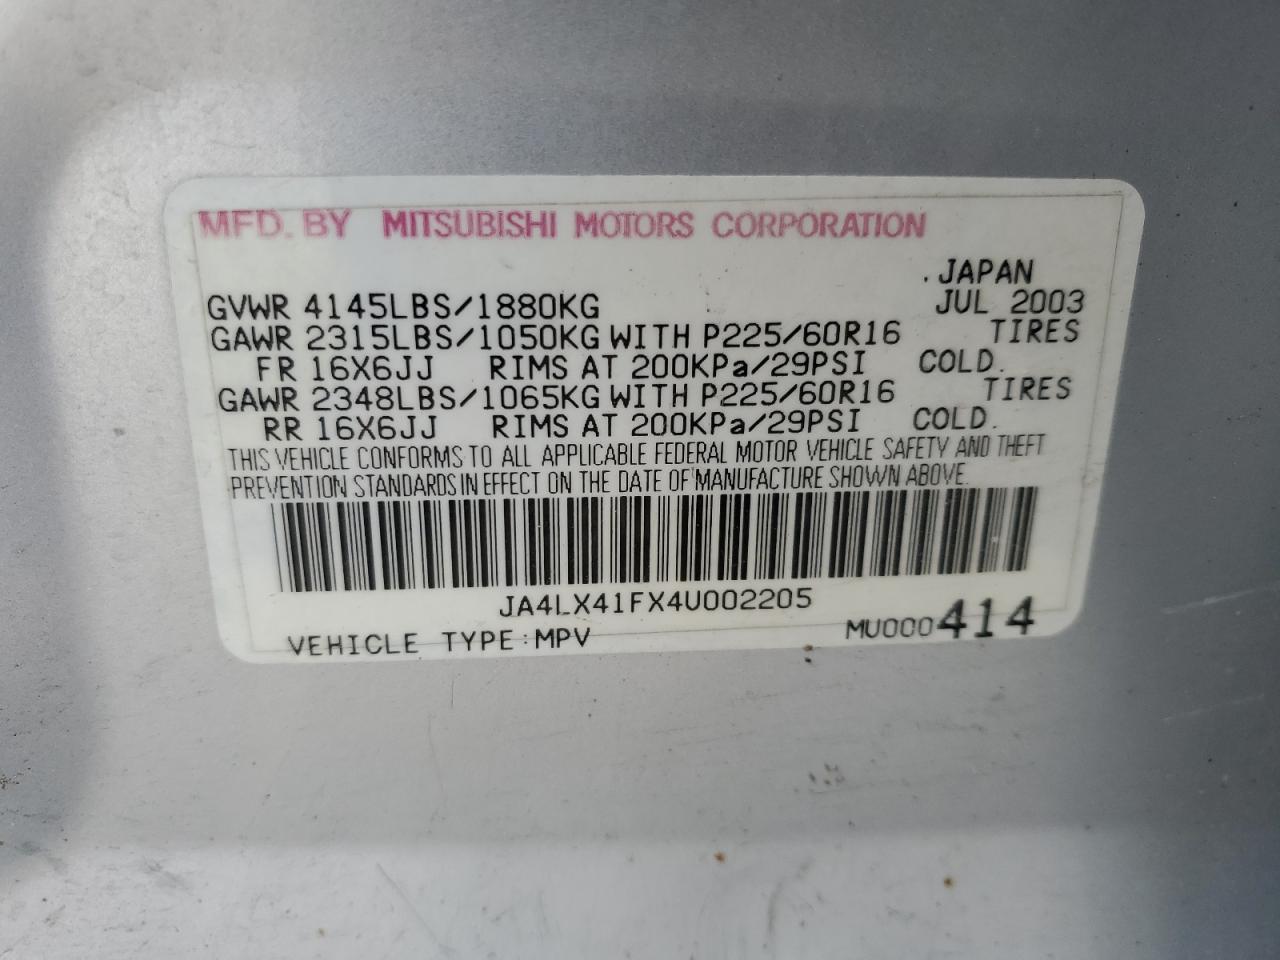 MFD. BY MITSUBISHI MOTORS CORPORATION
. JAPAN
GVWR 4145LBS/1880KG JUL 2003
GAWR 2315LBS/1050KG WITH P225/60R16 TIRES
FR 16X6JJ RIMS AT 200KPa/29PSI COLD.
GAWR 2348LBS/1065KG WITH P225/60R16 TIRES
RR 16X6JJ RIMS AT 200KPa/29PSI COLD.
THIS VEHICLE CONFORMS TO ALL APPLICABLE FEDERAL MOTOR VEHICLE SAFETY AND THEFT
PREVENTION STANDARDS IN EFFECT ON THE DATE OF MANUFACTURE SHOWN ABOVE.
JA4LX41FX4U002205
VEHICLE TYPE:MPV MU000414